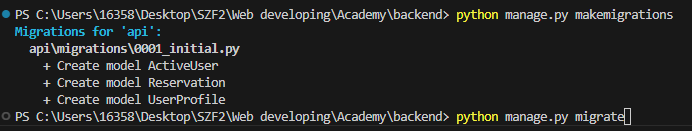 PS C:\Users\16358\Desktop\SZF2\Web developing\Academy\backend> python manage.py makemigrations
Migrations for 'api':
  api\migrations\0001_initial.py
    + Create model ActiveUser
    + Create model Reservation
    + Create model UserProfile
PS C:\Users\16358\Desktop\SZF2\Web developing\Academy\backend> python manage.py migrate